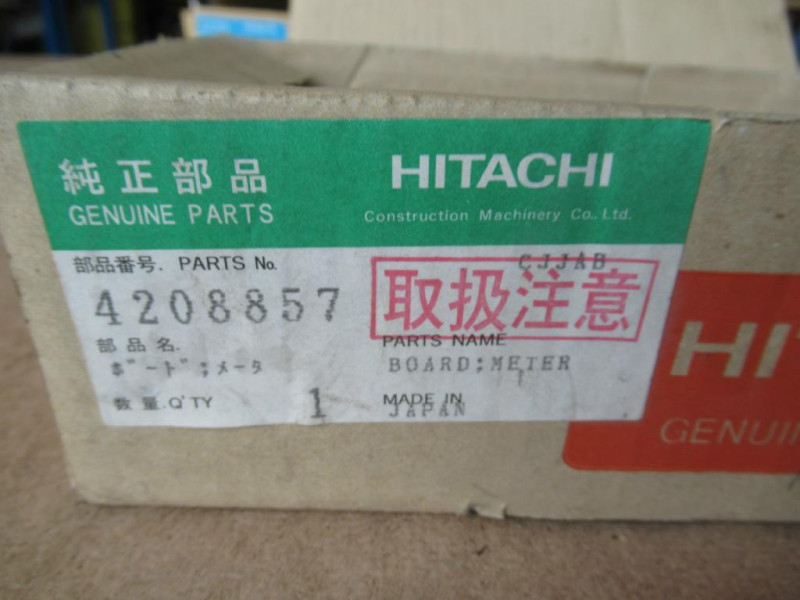 純正部品 HITACHI
GENUINE PARTS Construction Machinery Co., Ltd.
部品番号. PARTS No. CJJAB
4208857 取扱注意
部品名. PARTS NAME
ボード;メータ BOARD;METER
数量.Q'TY 1 MADE IN JAPAN
HI
GENUI